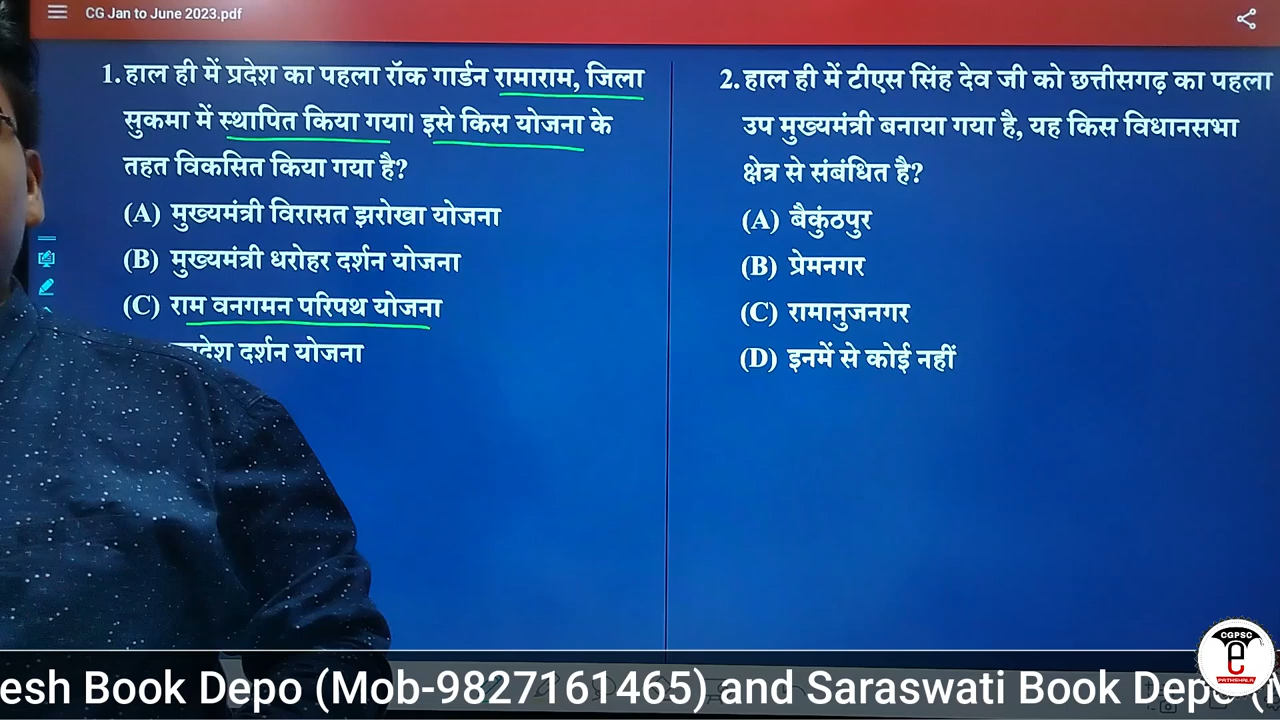 CG Jan to June 2023.pdf
1. हाल ही में प्रदेश का पहला रॉक गार्डन रामाराम, जिला
सुकमा में स्थापित किया गया। इसे किस योजना के
तहत विकसित किया गया है?
(A) मुख्यमंत्री विरासत झरोखा योजना
(B) मुख्यमंत्री धरोहर दर्शन योजना
(C) राम वनगमन परिपथ योजना
दर्शन योजना
2. हाल ही में टीएस सिंह देव जी को छत्तीसगढ़ का पहला
उप मुख्यमंत्री बनाया गया है, यह किस विधानसभा
क्षेत्र से संबंधित है?
(A) बैकुंठपुर
(B) प्रेमनगर
(C) रामानुजनगर
(D) इनमें से कोई नहीं
esh Book Depo (Mob-9827161465) and Saraswati Book Dep
CGPSC
e
PATHSHALA